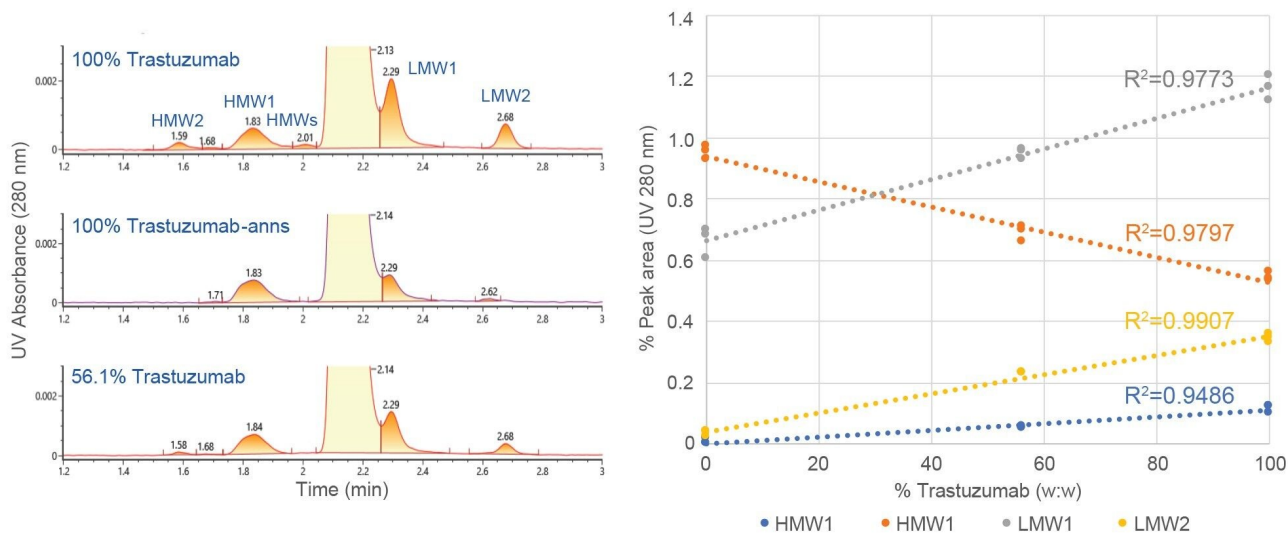 UV Absorbance (280 nm)
100% Trastuzumab
0.002
0
HMW2
1.59
1.68
HMW1
1.83
HMWs
2.01
2.13
2.29
LMW1
LMW2
2.68
1.2 1.4 1.6 1.8 2 2.2 2.4 2.6 2.8 3
100% Trastuzumab-anns
0.002
0
1.71
1.83
2.14
2.29
2.62
1.2 1.4 1.6 1.8 2 2.2 2.4 2.6 2.8 3
56.1% Trastuzumab
0.002
0
1.58
1.68
1.84
2.14
2.29
2.68
1.2 1.4 1.6 1.8 2 2.2 2.4 2.6 2.8 3
Time (min)
% Peak area (UV 280 nm)
1.4
1.2
1.0
0.8
0.6
0.4
0.2
0
R²=0.9773
R²=0.9797
R²=0.9907
R²=0.9486
0 20 40 60 80 100
% Trastuzumab (w:w)
HMW1 HMW1 LMW1 LMW2